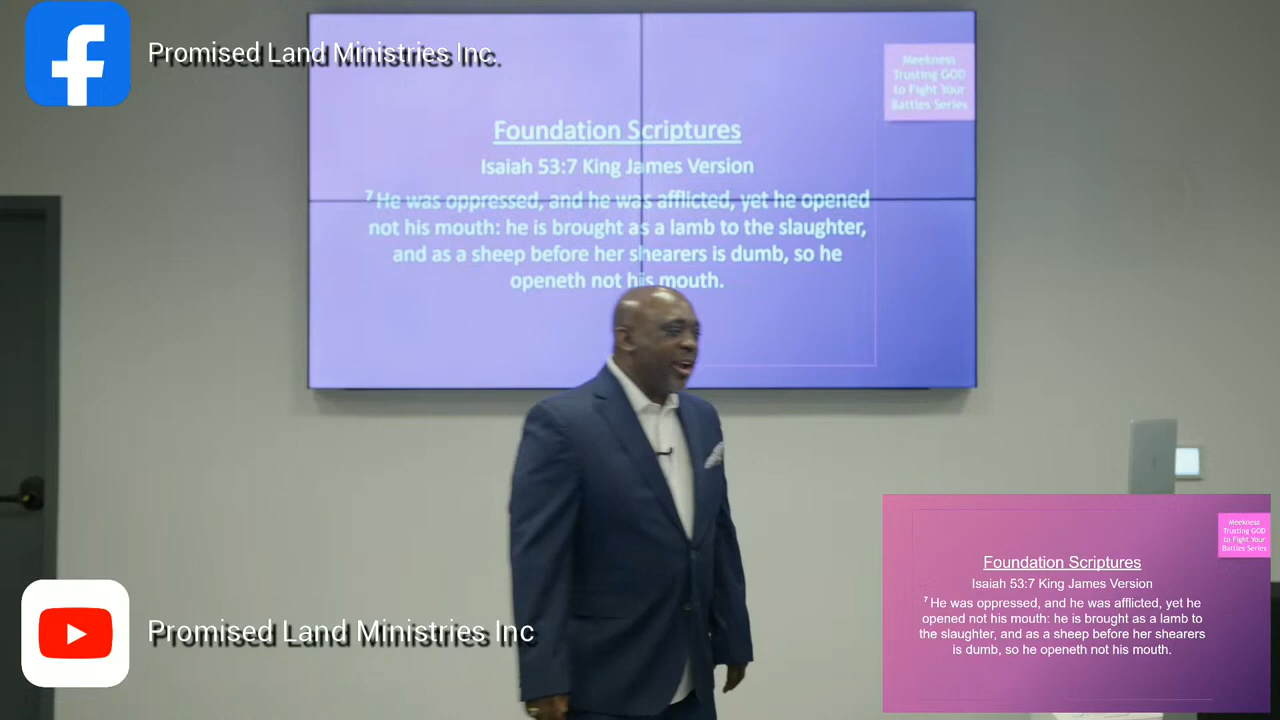 Promised Land Ministries Inc.
Meekness
Trusting GOD
to Fight Your
Battles Series
Foundation Scriptures
Isaiah 53:7 King James Version
7 He was oppressed, and he was afflicted, yet he opened
not his mouth: he is brought as a lamb to the slaughter,
and as a sheep before her shearers is dumb, so he
openeth not his mouth.
Promised Land Ministries Inc
Meekness
Trusting GOD
to Fight Your
Battles Series
Foundation Scriptures
Isaiah 53:7 King James Version
7 He was oppressed, and he was afflicted, yet he
opened not his mouth: he is brought as a lamb to
the slaughter, and as a sheep before her shearers
is dumb, so he openeth not his mouth.